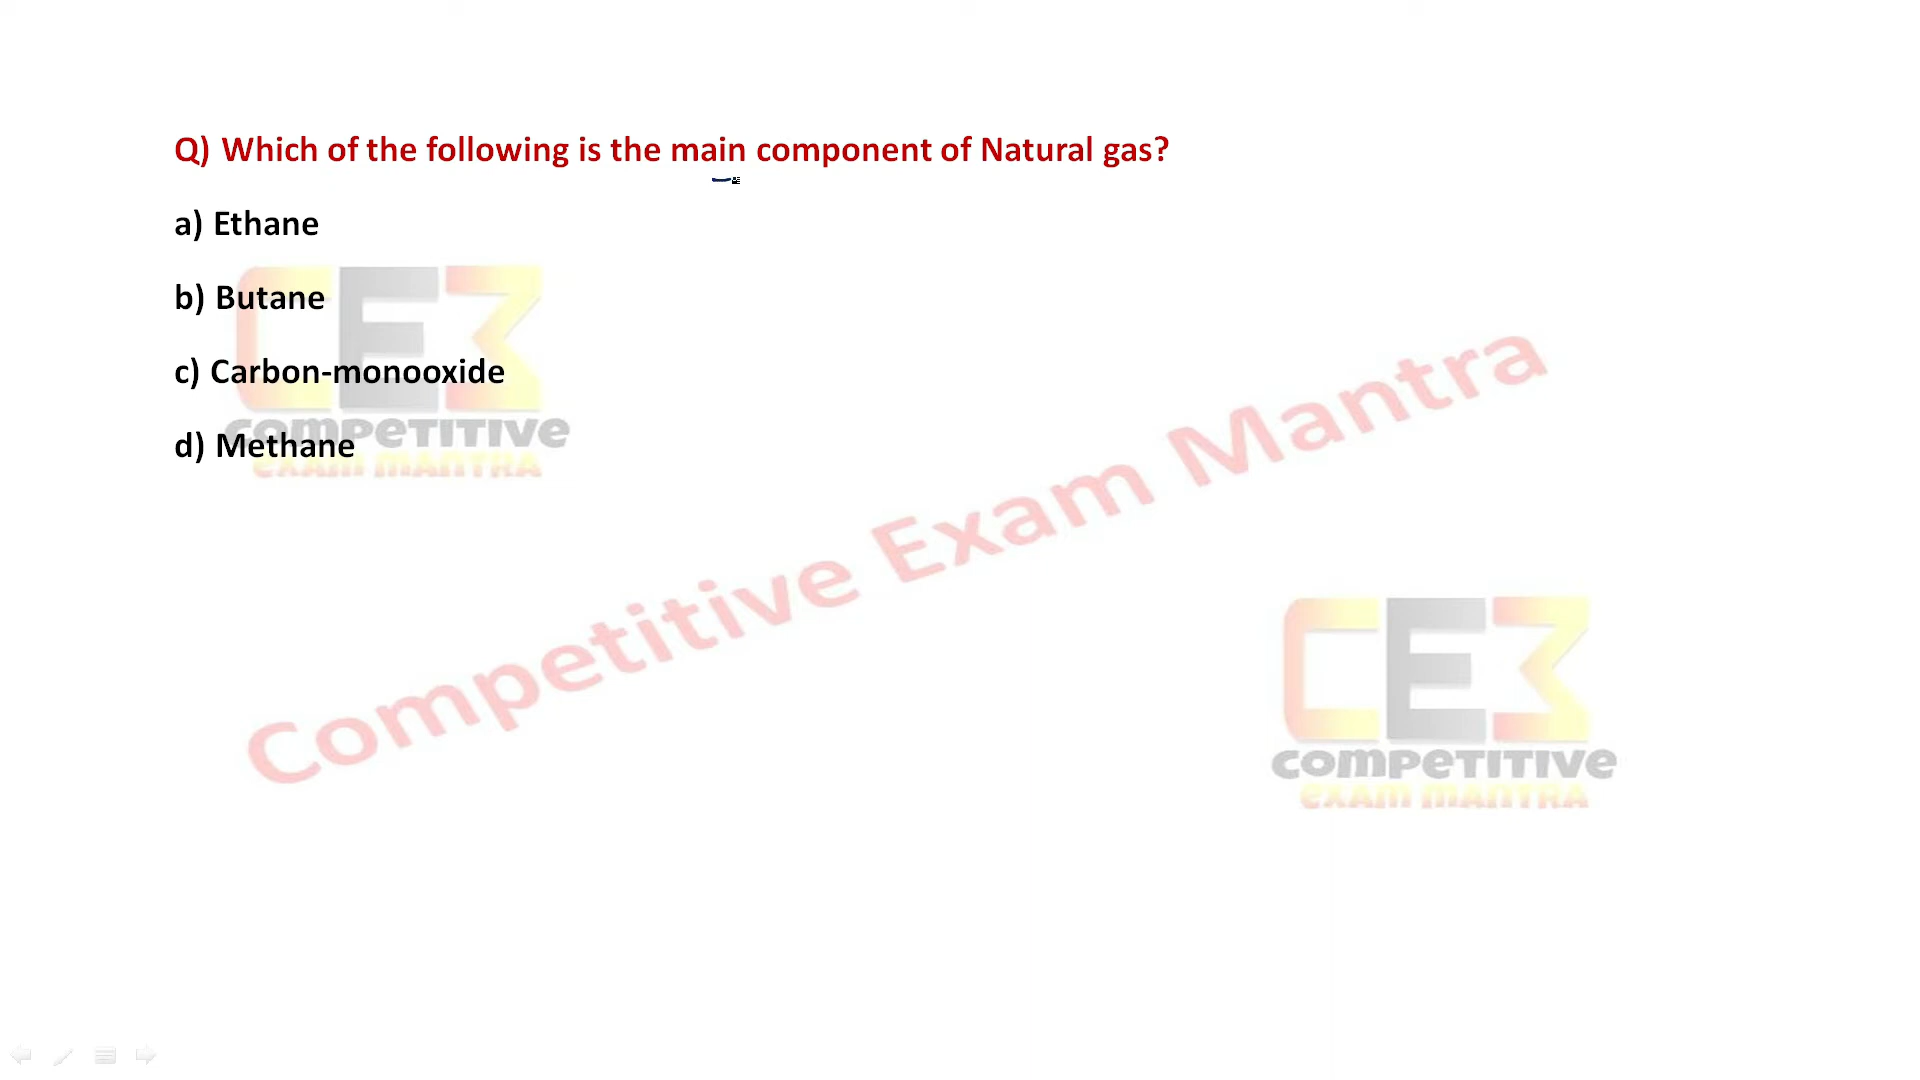 Q) Which of the following is the main component of Natural gas?
a) Ethane
b) Butane
c) Carbon-monooxide
d) Methane
CEM
COMPETITIVE
EXAM MANTRA
Competitive Exam Mantra
CEM
COMPETITIVE
EXAM MANTRA